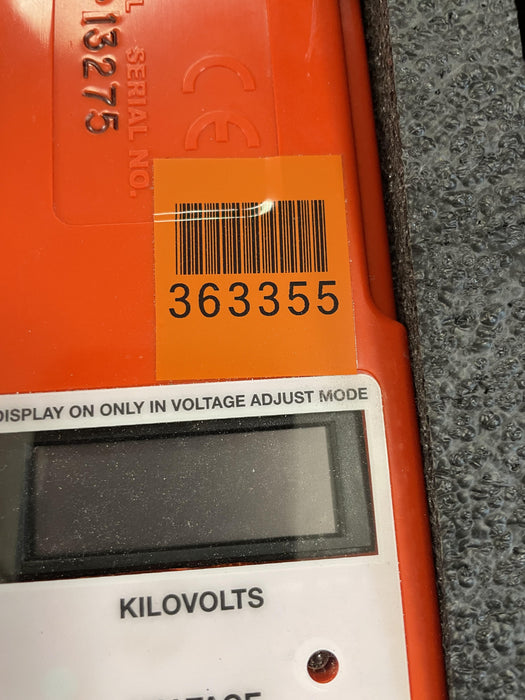 SERIAL NO.
13275
CE
363355
DISPLAY ON ONLY IN VOLTAGE ADJUST MODE
KILOVOLTS